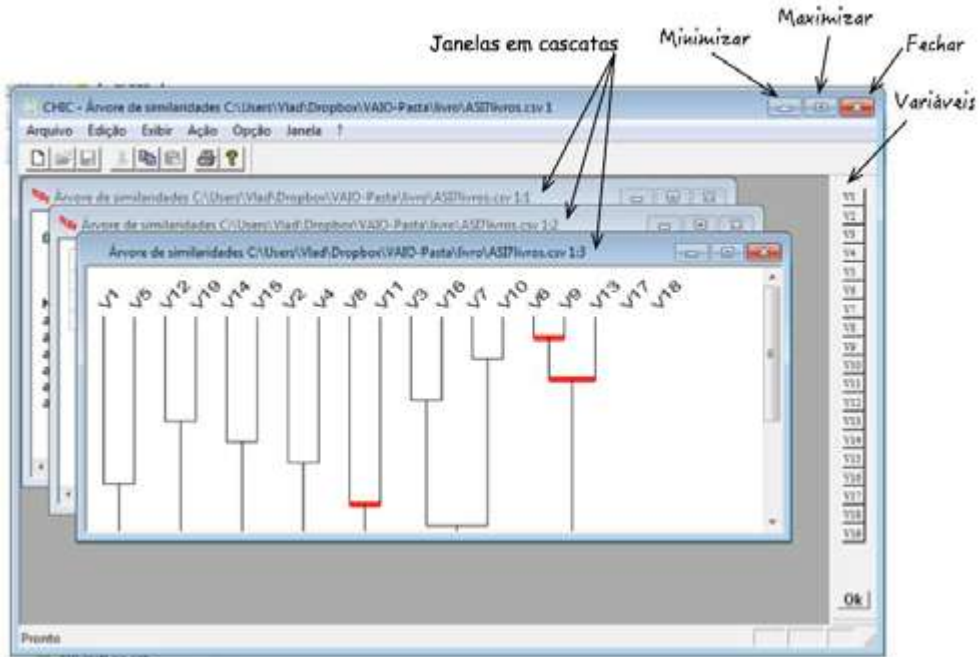 Janelas em cascatas
Minimizar
Maximizar
Fechar
Variáveis
CHIC - Árvore de similaridades C:\Users\Vlad\Dropbox\VAIO-Pasta\livro\ASI7livros.csv 1
Arquivo Edição Exibir Ação Opção Janela ?
Árvore de similaridades C:\Users\Vlad\Dropbox\VAIO-Pasta\livro\ASI7livros.csv 1:1
Árvore de similaridades C:\Users\Vlad\Dropbox\VAIO-Pasta\livro\ASI7livros.csv 1:2
Árvore de similaridades C:\Users\Vlad\Dropbox\VAIO-Pasta\livro\ASI7livros.csv 1:3
V1 V5 V12 V19 V14 V15 V2 V4 V8 V11 V3 V16 V7 V10 V6 V9 V13 V17 V18
V1
V2
V3
V4
V5
V6
V7
V8
V9
V10
V11
V12
V13
V14
V15
V16
V17
V18
Ok
Pronto